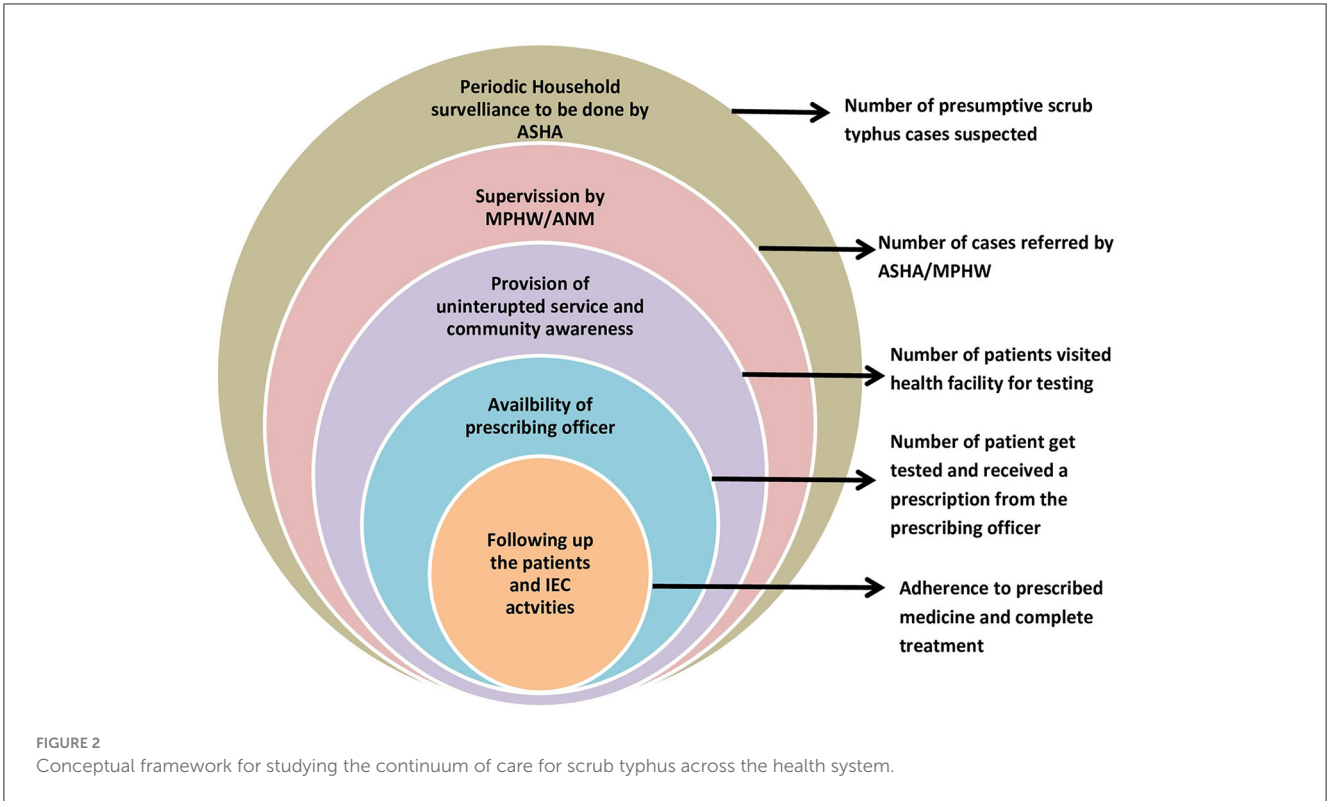 Periodic Household
survelliance to be done by
ASHA
Number of presumptive scrub
typhus cases suspected
Supervission by
MPHW/ANM
Number of cases referred by
ASHA/MPHW
Provision of
uninterupted service and
community awareness
Number of patients visited
health facility for testing
Availbility of
prescribing officer
Number of patient get
tested and received a
prescription from the
prescribing officer
Following up
the patients
and IEC
actvities
Adherence to prescribed
medicine and complete
treatment
FIGURE 2
Conceptual framework for studying the continuum of care for scrub typhus across the health system.